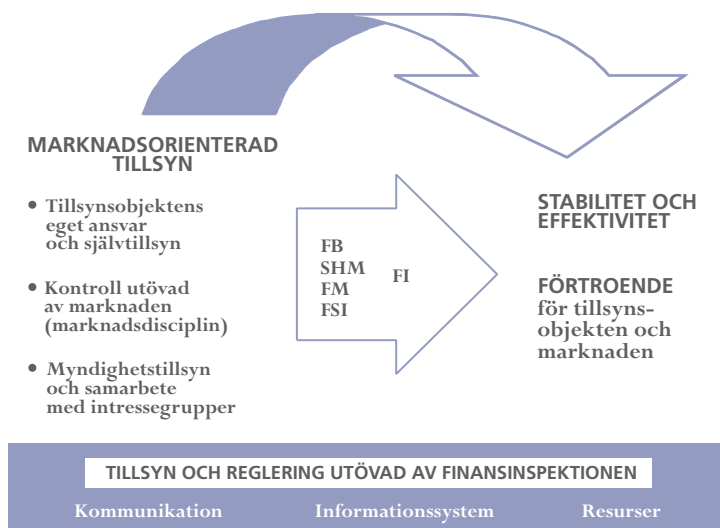 MARKNADSORIENTERAD
TILLSYN
• Tillsynsobjektens
eget ansvar
och självtillsyn
• Kontroll utövad
av marknaden
(marknadsdisciplin)
• Myndighetstillsyn
och samarbete
med intressegrupper
FB
SHM
FM
FSI
FI
STABILITET OCH
EFFEKTIVITET
FÖRTROENDE
för tillsyns-
objekten och
marknaden
TILLSYN OCH REGLERING UTÖVAD AV FINANSINSPEKTIONEN
Kommunikation Informationssystem Resurser